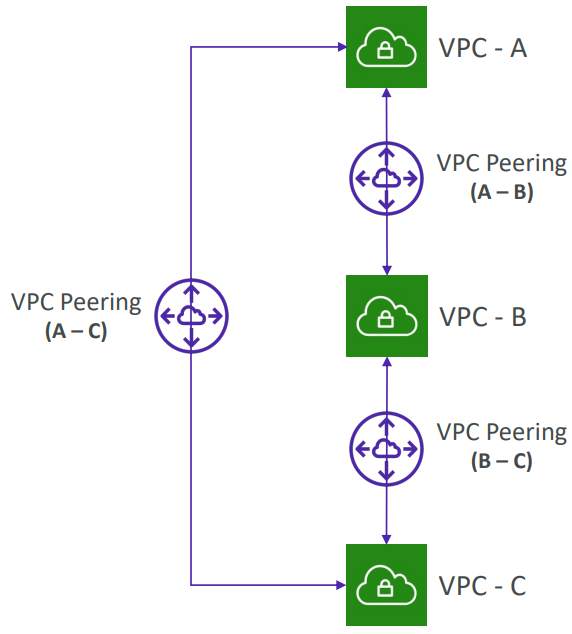 VPC - A
VPC Peering
(A – B)
VPC Peering
(A – C)
VPC - B
VPC Peering
(B – C)
VPC - C